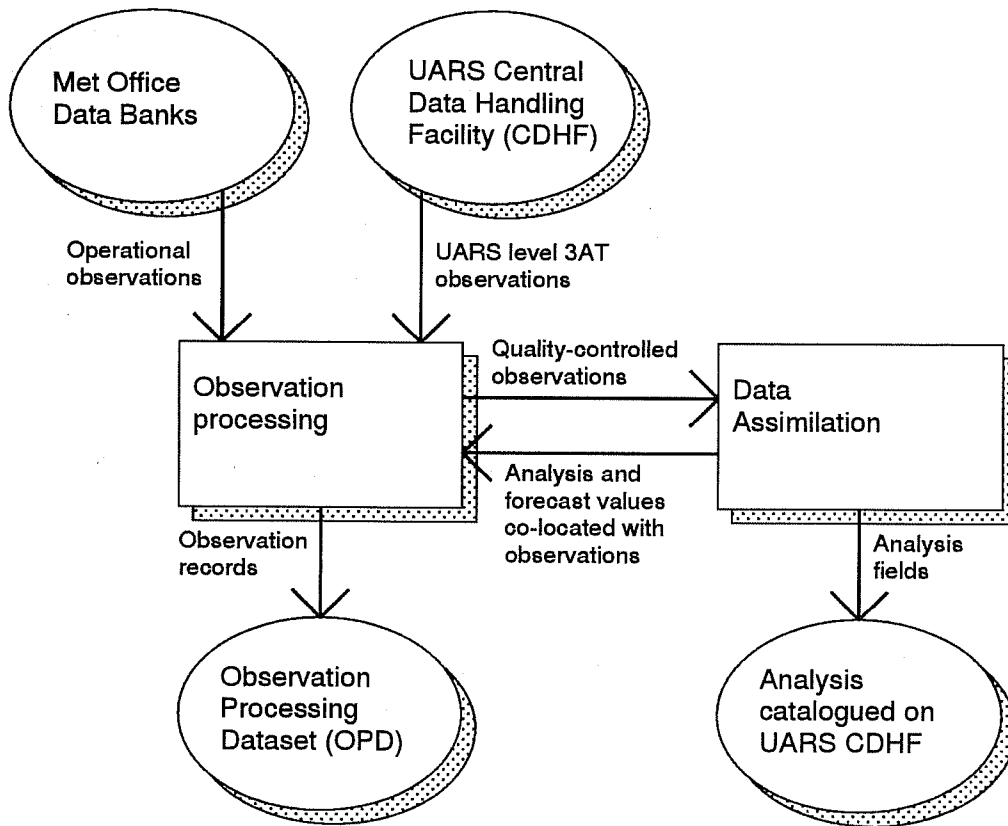 Met Office
Data Banks
UARS Central
Data Handling
Facility (CDHF)
Operational
observations
UARS level 3AT
observations
Observation
processing
Quality-controlled
observations
Data
Assimilation
Analysis and
forecast values
co-located with
observations
Observation
records
Analysis
fields
Observation
Processing
Dataset (OPD)
Analysis
catalogued on
UARS CDHF